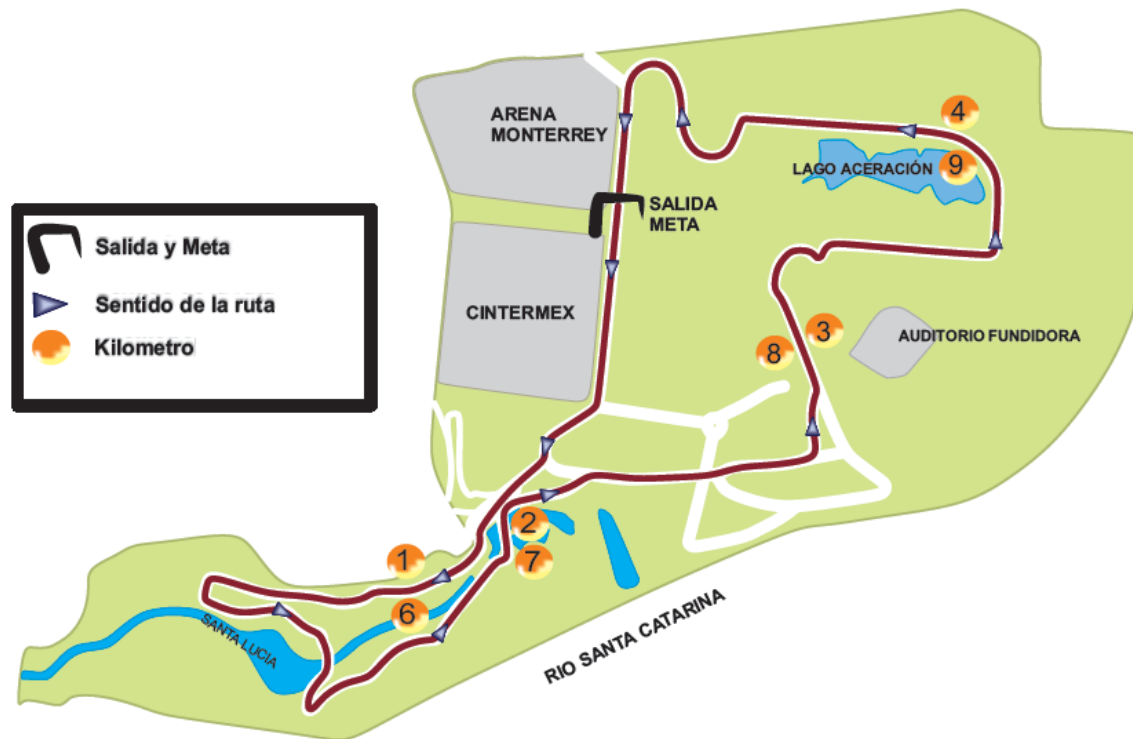 ARENA
MONTERREY
4
LAGO ACERACIÓN
9
SALIDA
META
Salida y Meta
Sentido de la ruta
Kilometro
CINTERMEX
3
8
AUDITORIO FUNDIDORA
2
1
7
6
SANTA LUCIA
RIO SANTA CATARINA